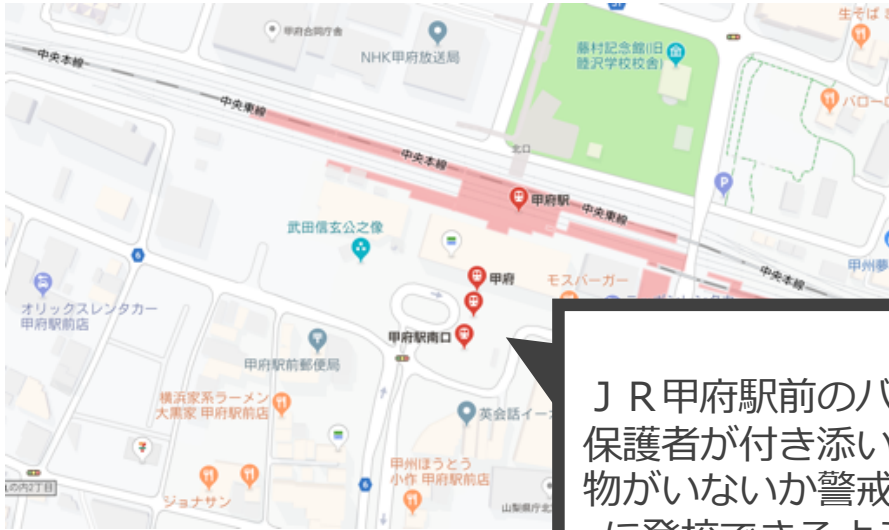 甲府合同庁舎
NHK甲府放送局
藤村記念館(旧
睦沢学校校舎)
生そば
バロー
中央本線
中央東線
中央本線
北口
甲府駅
中央東線
中央本線
武田信玄公之像
甲府
モスバーガー
甲州夢
6
オリックスレンタカー
甲府駅前店
甲府駅南口
甲府駅前郵便局
横浜家系ラーメン
大黒家 甲府駅前店
英会話イー
甲州ほうとう
小作 甲府駅前店
6
ジョナサン
の内2丁目
山梨県庁北
P
JR甲府駅前のバ
保護者が付き添い
物がいないか警戒